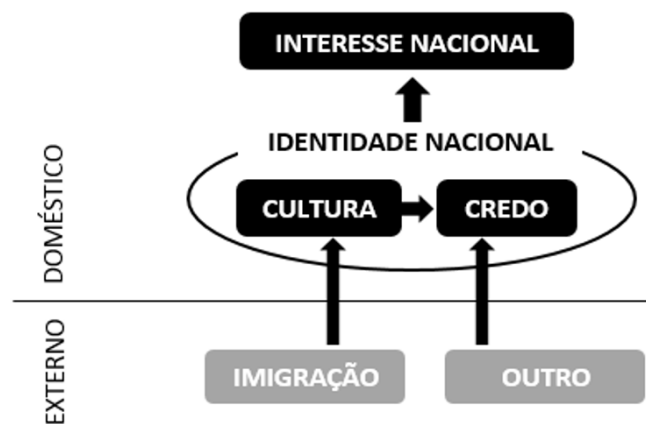 INTERESSE NACIONAL
IDENTIDADE NACIONAL
CULTURA
CREDO
DOMÉSTICO
EXTERNO
IMIGRAÇÃO
OUTRO